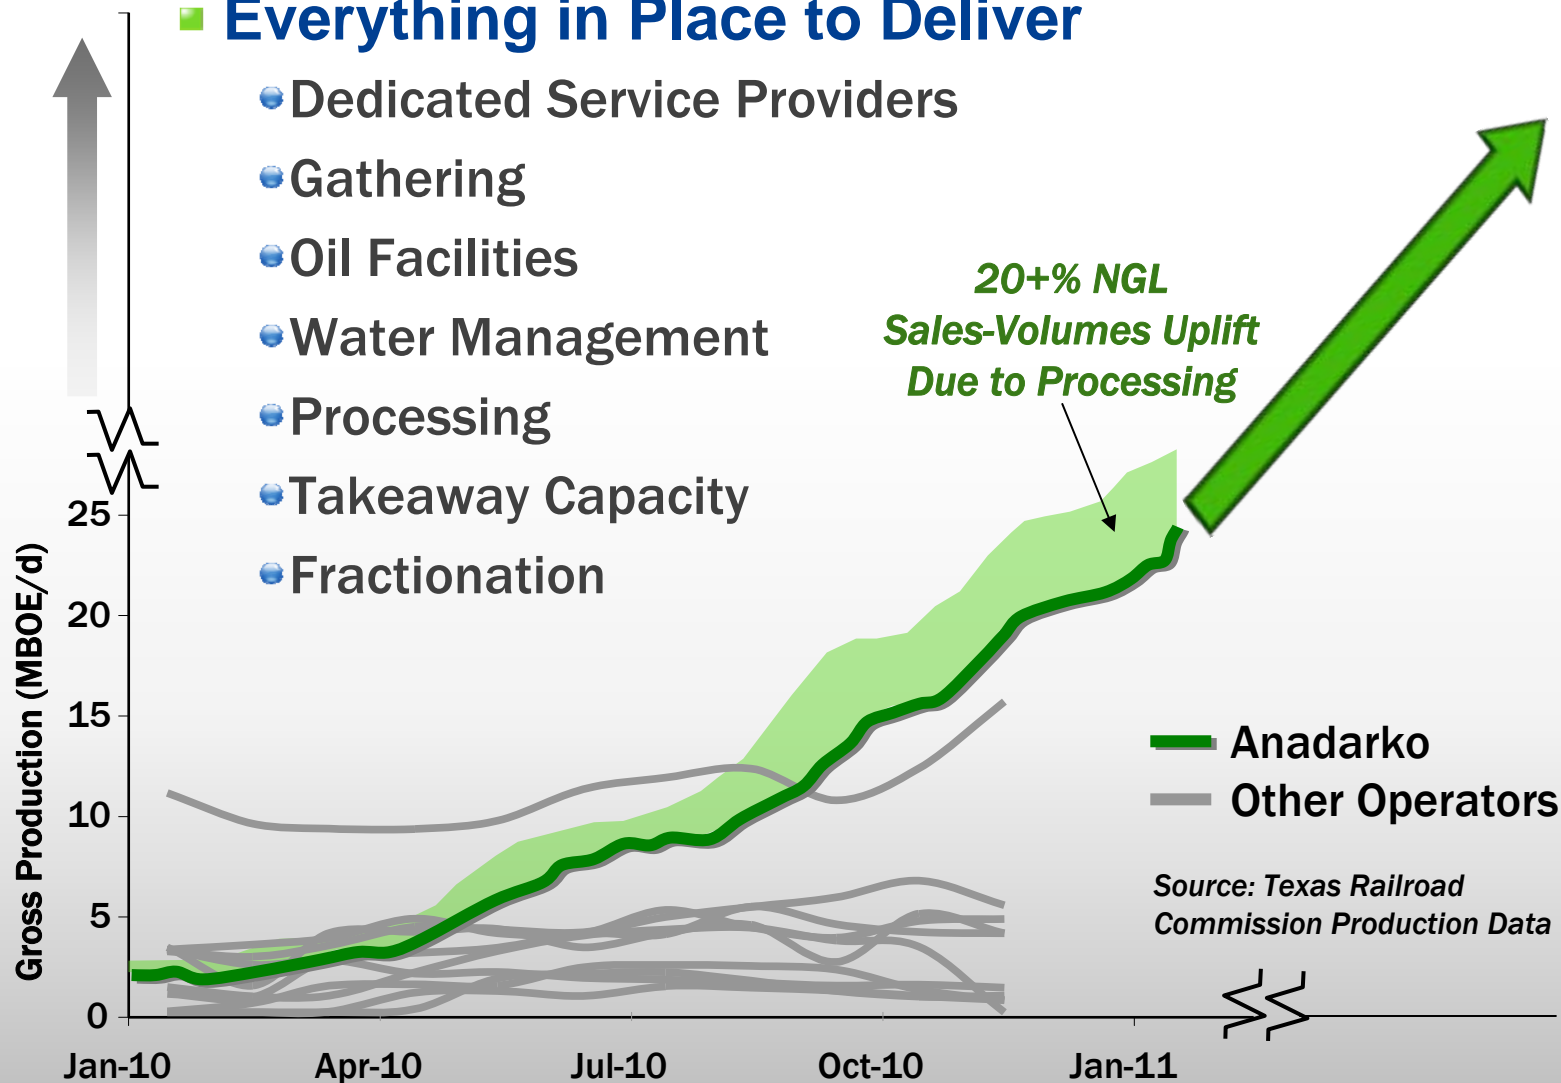 Everything in Place to Deliver
Dedicated Service Providers
Gathering
Oil Facilities
Water Management
Processing
Takeaway Capacity
Fractionation
20+% NGL
Sales-Volumes Uplift
Due to Processing
Gross Production (MBOE/d)
25
20
15
10
5
0
Jan-10
Apr-10
Jul-10
Oct-10
Jan-11
Anadarko
Other Operators
Source: Texas Railroad
Commission Production Data